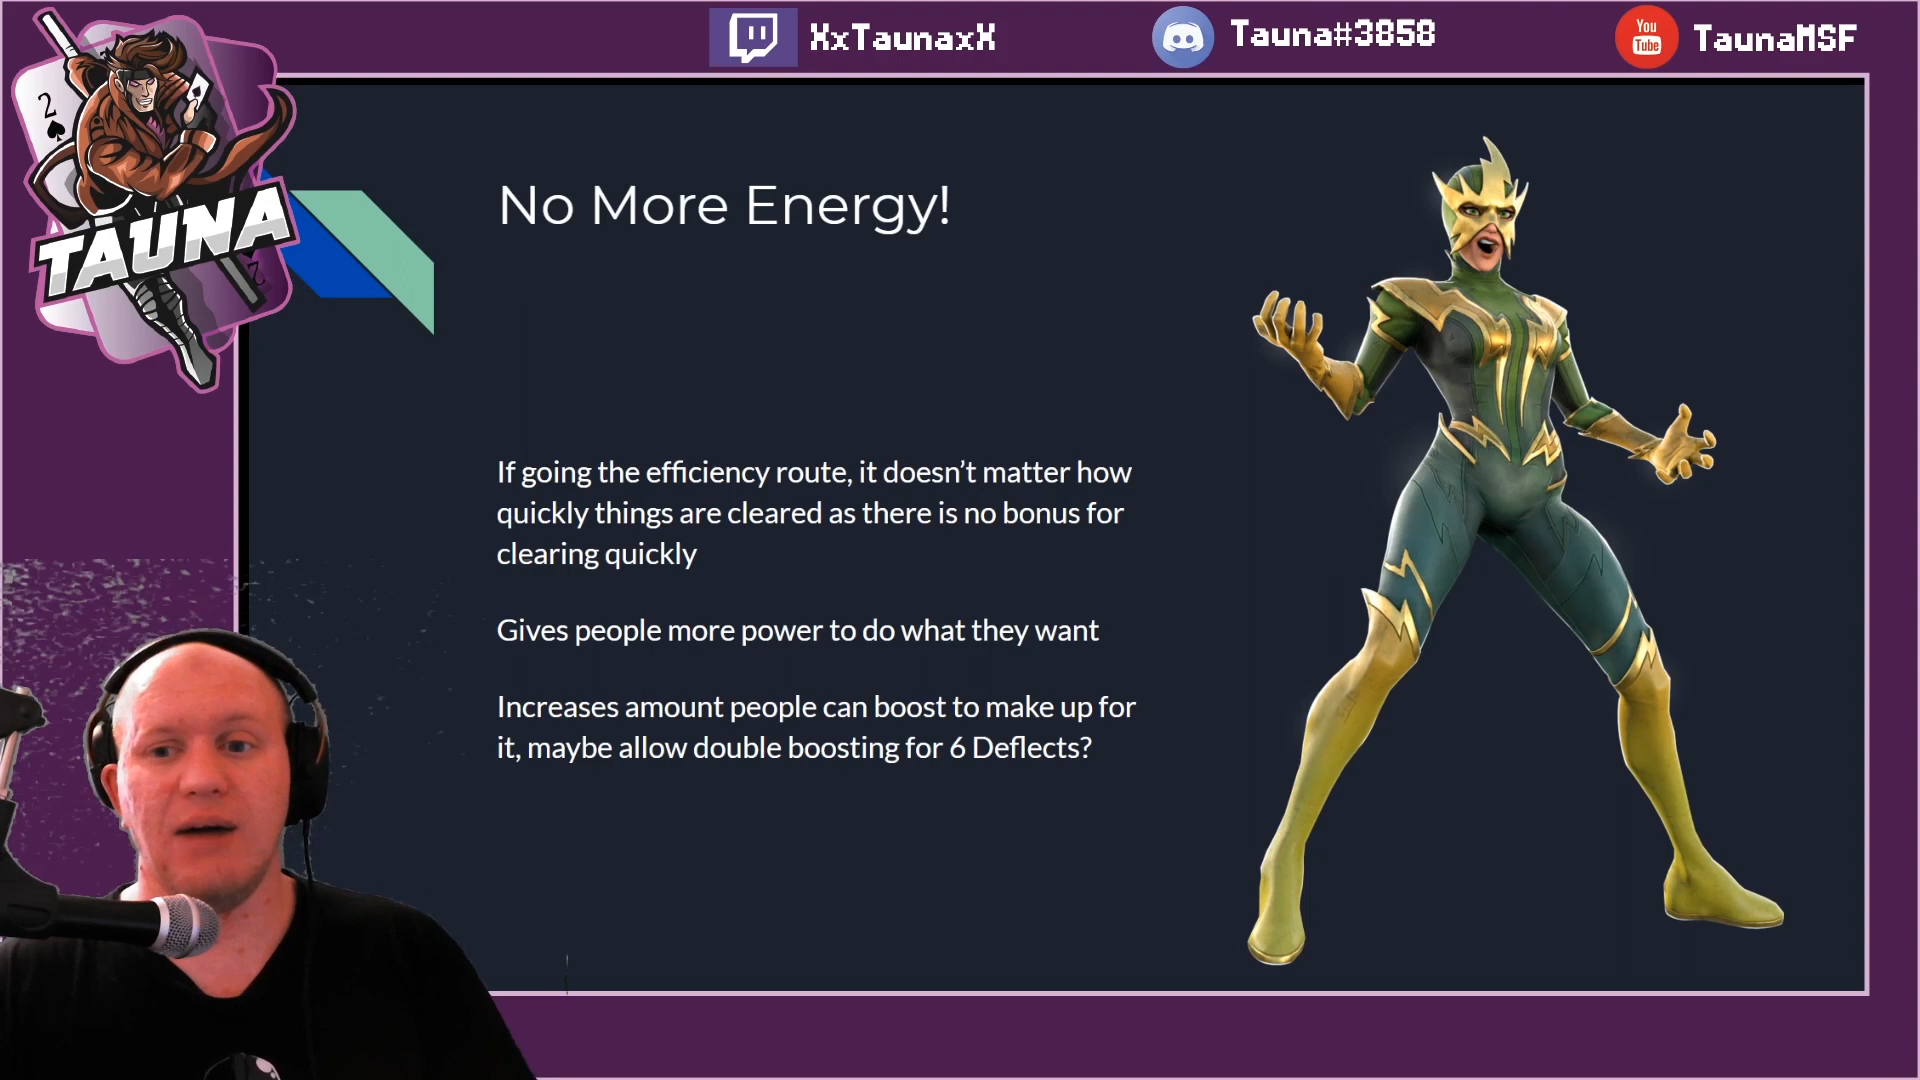 XxTaunaxX
Tauna#3858
You
Tube
TaunaMSF
2
TAUNA
2
No More Energy!
If going the efficiency route, it doesn’t matter how
quickly things are cleared as there is no bonus for
clearing quickly
Gives people more power to do what they want
Increases amount people can boost to make up for
it, maybe allow double boosting for 6 Deflects?